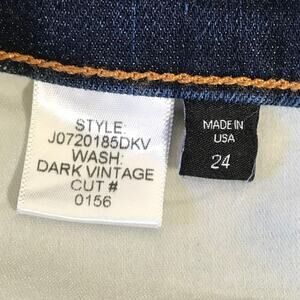 STYLE:
J0720185DKV
WASH:
DARK VINTAGE
CUT #
0156
MADE IN
USA
24